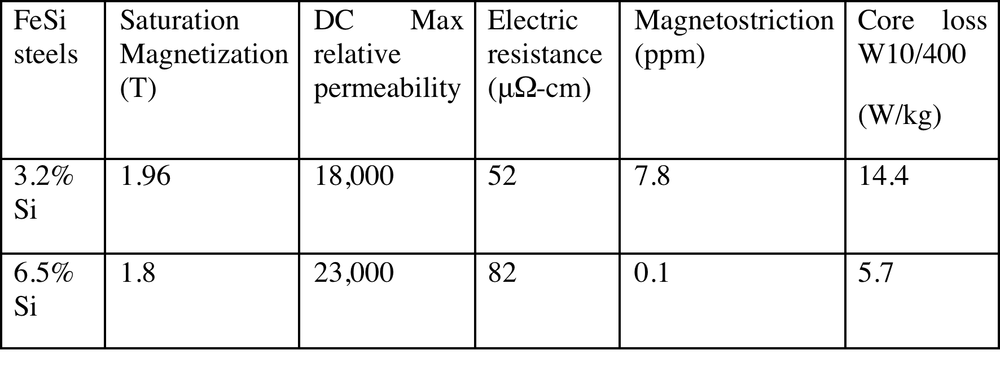 FeSi
steels
Saturation
Magnetization
(T)
DC Max
relative
permeability
Electric
resistance
(μΩ-cm)
Magnetostriction
(ppm)
Core loss
W10/400
(W/kg)
3.2%
Si
1.96
18,000
52
7.8
14.4
6.5%
Si
1.8
23,000
82
0.1
5.7